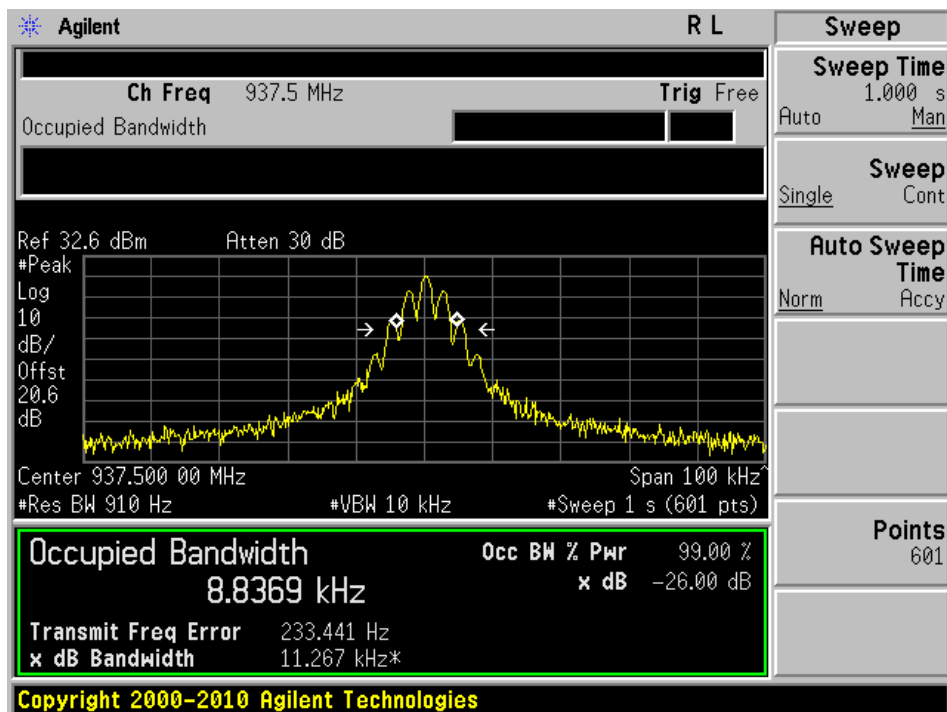 Agilent R L
Ch Freq 937.5 MHz Trig Free
Occupied Bandwidth
Ref 32.6 dBm Atten 30 dB
#Peak
Log
10
dB/
Offst
20.6
dB
Center 937.500 00 MHz Span 100 kHz^
#Res BW 910 Hz #VBW 10 kHz #Sweep 1 s (601 pts)
Occupied Bandwidth
8.8369 kHz
Occ BW % Pwr 99.00 %
x dB -26.00 dB
Transmit Freq Error 233.441 Hz
x dB Bandwidth 11.267 kHz*
Copyright 2000-2010 Agilent Technologies
Sweep
Sweep Time
1.000 s
Auto Man
Sweep
Single Cont
Auto Sweep
Time
Norm Accy
Points
601